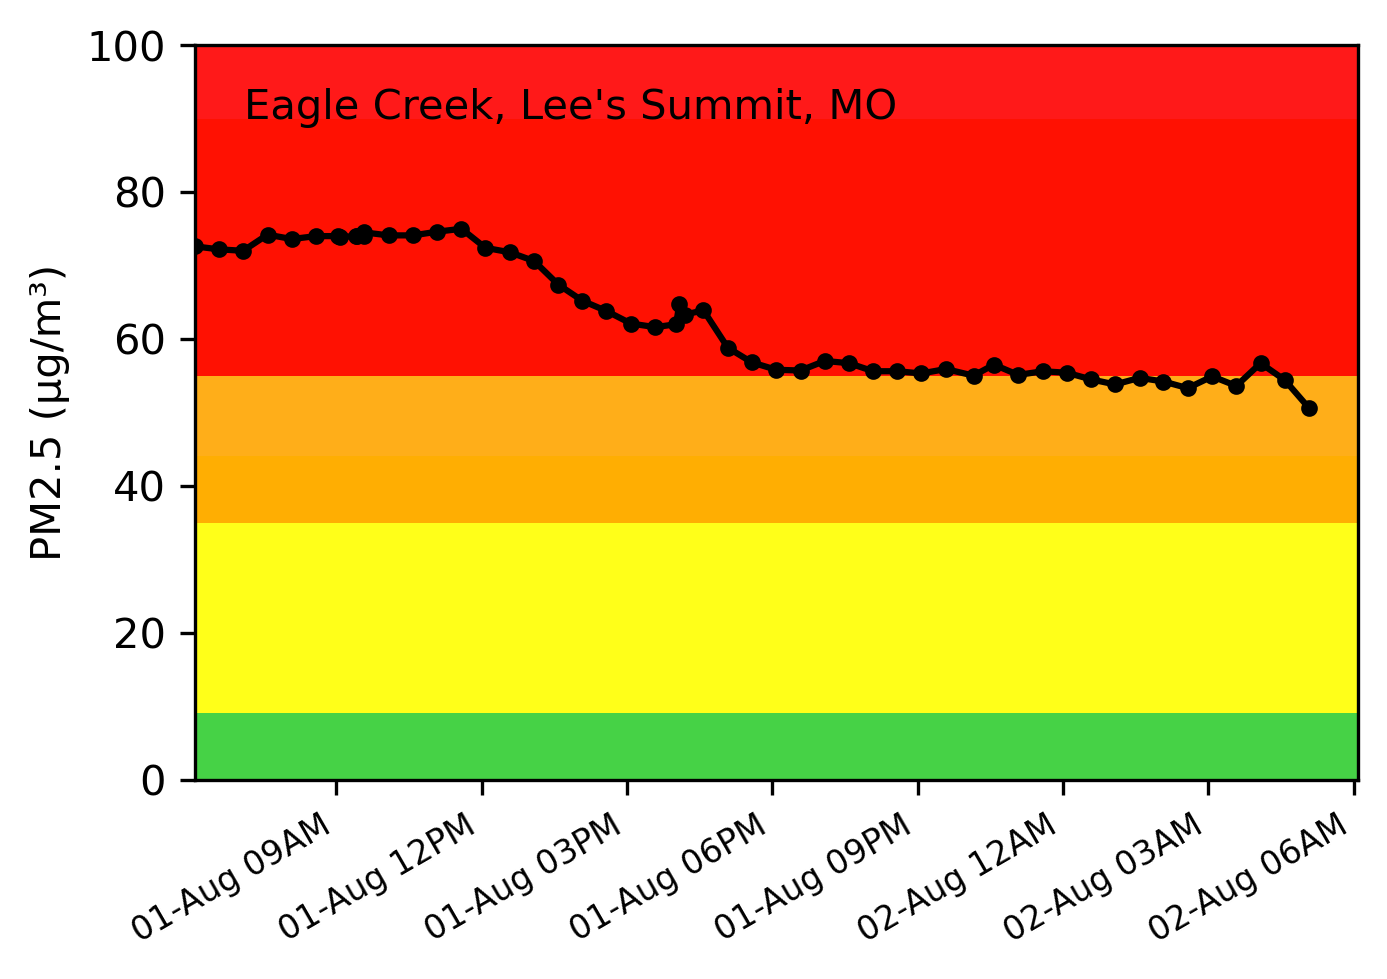 100
Eagle Creek, Lee's Summit, MO
80
60
40
20
0
PM2.5 (µg/m³)
01-Aug 09AM
01-Aug 12PM
01-Aug 03PM
01-Aug 06PM
01-Aug 09PM
02-Aug 12AM
02-Aug 03AM
02-Aug 06AM